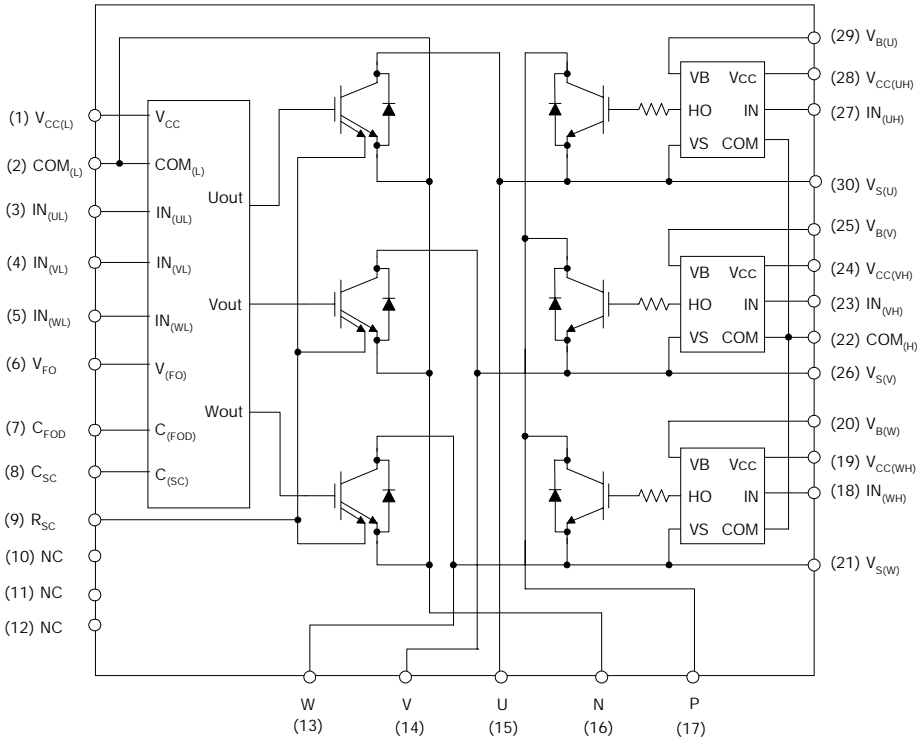 (1) VCC(L)
(2) COM(L)
(3) IN(UL)
(4) IN(VL)
(5) IN(WL)
(6) VFO
(7) CFOD
(8) CSC
(9) RSC
(10) NC
(11) NC
(12) NC
VCC
COM(L)
IN(UL)
IN(VL)
IN(WL)
V(FO)
C(FOD)
C(SC)
Uout
Vout
Wout
VB Vcc
HO IN
VS COM
VB Vcc
HO IN
VS COM
VB Vcc
HO IN
VS COM
(29) VB(U)
(28) VCC(UH)
(27) IN(UH)
(30) VS(U)
(25) VB(V)
(24) VCC(VH)
(23) IN(VH)
(22) COM(H)
(26) VS(V)
(20) VB(W)
(19) VCC(WH)
(18) IN(WH)
(21) VS(W)
W V U N P
(13) (14) (15) (16) (17)